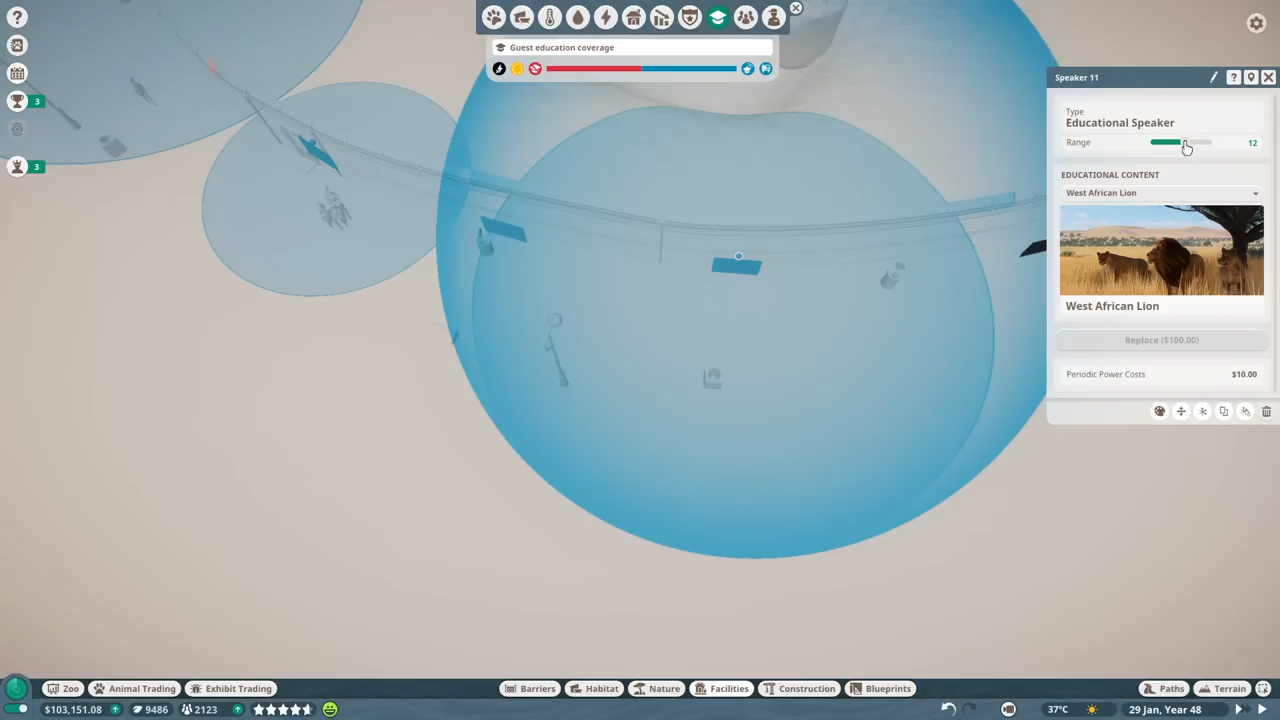 ?
Guest education coverage
3
3
Speaker 11
?
Type
Educational Speaker
Range
12
EDUCATIONAL CONTENT
West African Lion
West African Lion
Replace ($100.00)
Periodic Power Costs
$10.00
Zoo
Animal Trading
Exhibit Trading
Barriers
Habitat
Nature
Facilities
Construction
Blueprints
Paths
Terrain
$103,151.08
9486
2123
37°C
29 Jan, Year 48